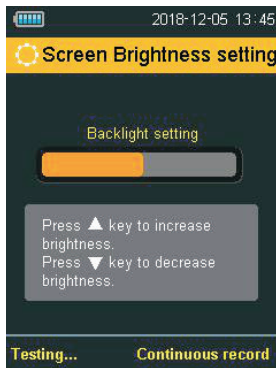 2018-12-05 13:45
Screen Brightness setting
Backlight setting
Press ▲ key to increase
brightness.
Press ▼ key to decrease
brightness.
Testing... Continuous record